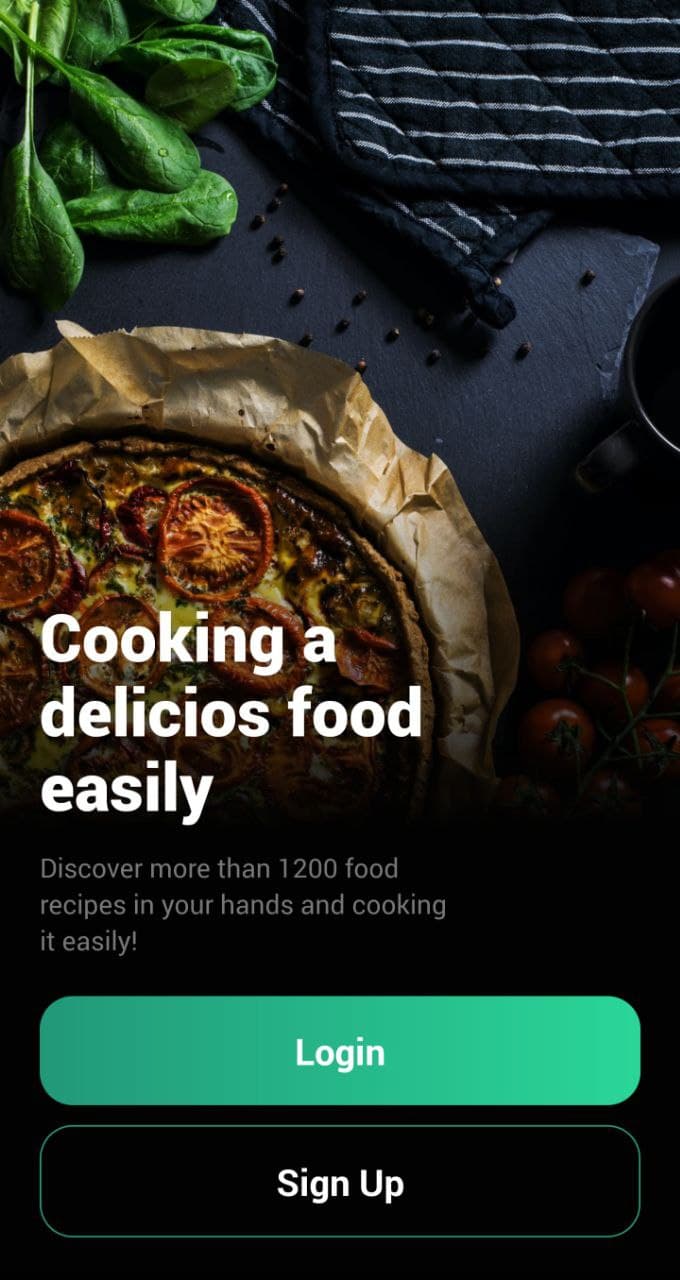 Cooking a
delicios food
easily
Discover more than 1200 food
recipes in your hands and cooking
it easily!
Login
Sign Up